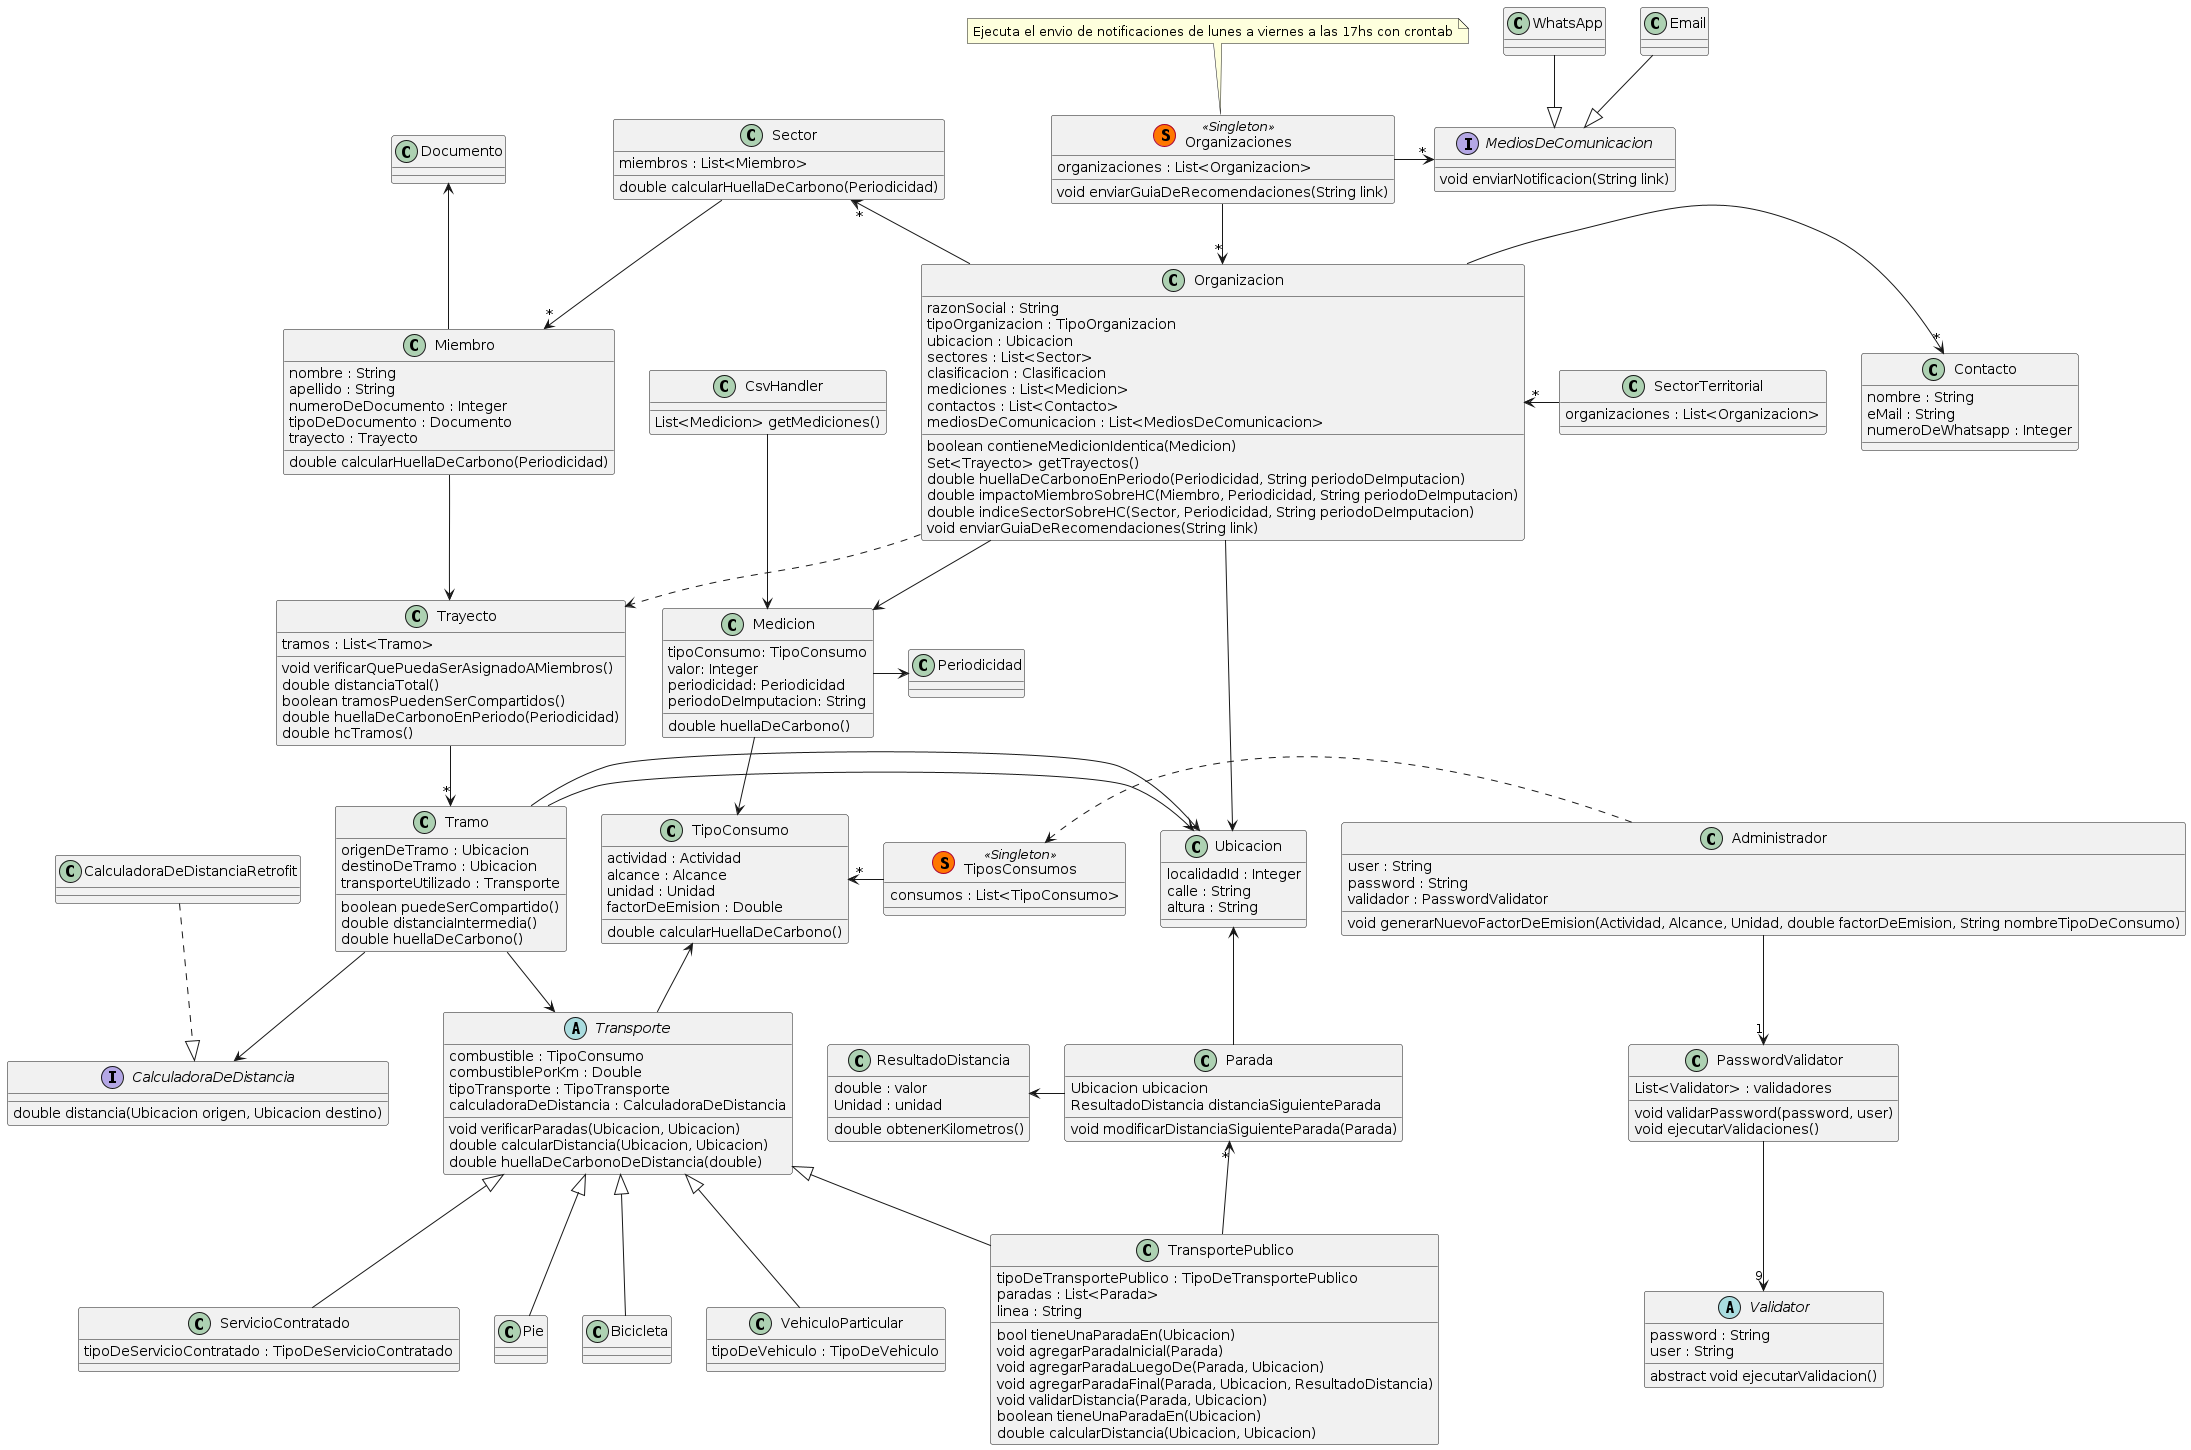 Ejecuta el envio de notificaciones de lunes a viernes a las 17hs con crontab
C WhatsApp
C Email
C Documento
C Sector
miembros : List<Miembro>
double calcularHuellaDeCarbono(Periodicidad)
S «Singleton»
Organizaciones
organizaciones : List<Organizacion>
void enviarGuiaDeRecomendaciones(String link)
*
I MediosDeComunicacion
void enviarNotificacion(String link)
*
*
*
*
C Miembro
nombre : String
apellido : String
numeroDeDocumento : Integer
tipoDeDocumento : Documento
trayecto : Trayecto
double calcularHuellaDeCarbono(Periodicidad)
C CsvHandler
List<Medicion> getMediciones()
C Organizacion
razonSocial : String
tipoOrganizacion : TipoOrganizacion
ubicacion : Ubicacion
sectores : List<Sector>
clasificacion : Clasificacion
mediciones : List<Medicion>
contactos : List<Contacto>
mediosDeComunicacion : List<MediosDeComunicacion>
boolean contieneMedicionIdentica(Medicion)
Set<Trayecto> getTrayectos()
double huellaDeCarbonoEnPeriodo(Periodicidad, String periodoDeImputacion)
double impactoMiembroSobreHC(Miembro, Periodicidad, String periodoDeImputacion)
double indiceSectorSobreHC(Sector, Periodicidad, String periodoDeImputacion)
void enviarGuiaDeRecomendaciones(String link)
*
C SectorTerritorial
organizaciones : List<Organizacion>
C Contacto
nombre : String
eMail : String
numeroDeWhatsapp : Integer
C Trayecto
tramos : List<Tramo>
void verificarQuePuedaSerAsignadoAMiembros()
double distanciaTotal()
boolean tramosPuedenSerCompartidos()
double huellaDeCarbonoEnPeriodo(Periodicidad)
double hcTramos()
C Medicion
tipoConsumo: TipoConsumo
valor: Integer
periodicidad: Periodicidad
periodoDeImputacion: String
double huellaDeCarbono()
C Periodicidad
*
C CalculadoraDeDistanciaRetrofit
C Tramo
origenDeTramo : Ubicacion
destinoDeTramo : Ubicacion
transporteUtilizado : Transporte
boolean puedeSerCompartido()
double distanciaIntermedia()
double huellaDeCarbono()
C TipoConsumo
actividad : Actividad
alcance : Alcance
unidad : Unidad
factorDeEmision : Double
double calcularHuellaDeCarbono()
*
S «Singleton»
TiposConsumos
consumos : List<TipoConsumo>
C Ubicacion
localidadId : Integer
calle : String
altura : String
C Administrador
user : String
password : String
validador : PasswordValidator
void generarNuevoFactorDeEmision(Actividad, Alcance, Unidad, double factorDeEmision, String nombreTipoDeConsumo)
1
I CalculadoraDeDistancia
double distancia(Ubicacion origen, Ubicacion destino)
A Transporte
combustible : TipoConsumo
combustiblePorKm : Double
tipoTransporte : TipoTransporte
calculadoraDeDistancia : CalculadoraDeDistancia
void verificarParadas(Ubicacion, Ubicacion)
double calcularDistancia(Ubicacion, Ubicacion)
double huellaDeCarbonoDeDistancia(double)
C ResultadoDistancia
double : valor
Unidad : unidad
double obtenerKilometros()
C Parada
Ubicacion ubicacion
ResultadoDistancia distanciaSiguienteParada
void modificarDistanciaSiguienteParada(Parada)
*
C PasswordValidator
List<Validator> : validadores
void validarPassword(password, user)
void ejecutarValidaciones()
9
C ServicioContratado
tipoDeServicioContratado : TipoDeServicioContratado
C Pie
C Bicicleta
C VehiculoParticular
tipoDeVehiculo : TipoDeVehiculo
C TransportePublico
tipoDeTransportePublico : TipoDeTransportePublico
paradas : List<Parada>
linea : String
bool tieneUnaParadaEn(Ubicacion)
void agregarParadaInicial(Parada)
void agregarParadaLuegoDe(Parada, Ubicacion)
void agregarParadaFinal(Parada, Ubicacion, ResultadoDistancia)
void validarDistancia(Parada, Ubicacion)
boolean tieneUnaParadaEn(Ubicacion)
double calcularDistancia(Ubicacion, Ubicacion)
A Validator
password : String
user : String
abstract void ejecutarValidacion()